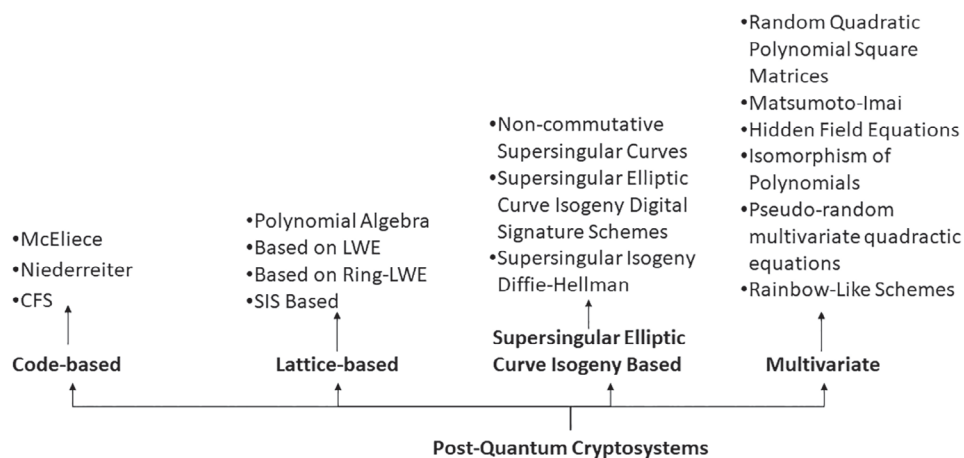 •McEliece
•Niederreiter
•CFS
Code-based
•Polynomial Algebra
•Based on LWE
•Based on Ring-LWE
•SIS Based
Lattice-based
•Non-commutative
Supersingular Curves
•Supersingular Elliptic
Curve Isogeny Digital
Signature Schemes
•Supersingular Isogeny
Diffie-Hellman
Supersingular Elliptic
Curve Isogeny Based
•Random Quadratic
Polynomial Square
Matrices
•Matsumoto-Imai
•Hidden Field Equations
•Isomorphism of
Polynomials
•Pseudo-random
multivariate quadractic
equations
•Rainbow-Like Schemes
Multivariate
Post-Quantum Cryptosystems